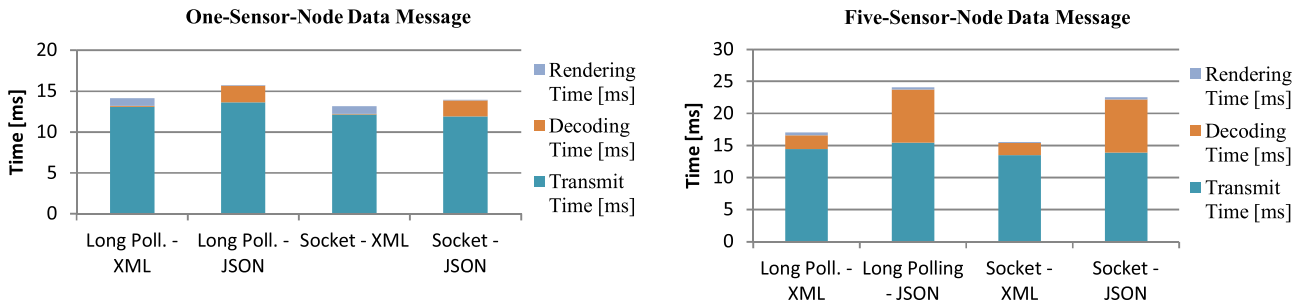 One-Sensor-Node Data Message
Time [ms]
20
15
10
5
0
Long Poll. -
XML
Long Poll. -
JSON
Socket - XML
Socket -
JSON
Rendering
Time [ms]
Decoding
Time [ms]
Transmit
Time [ms]
Five-Sensor-Node Data Message
Time [ms]
30
25
20
15
10
5
0
Long Poll. -
XML
Long Polling
- JSON
Socket -
XML
Socket -
JSON
Rendering
Time [ms]
Decoding
Time [ms]
Transmit
Time [ms]